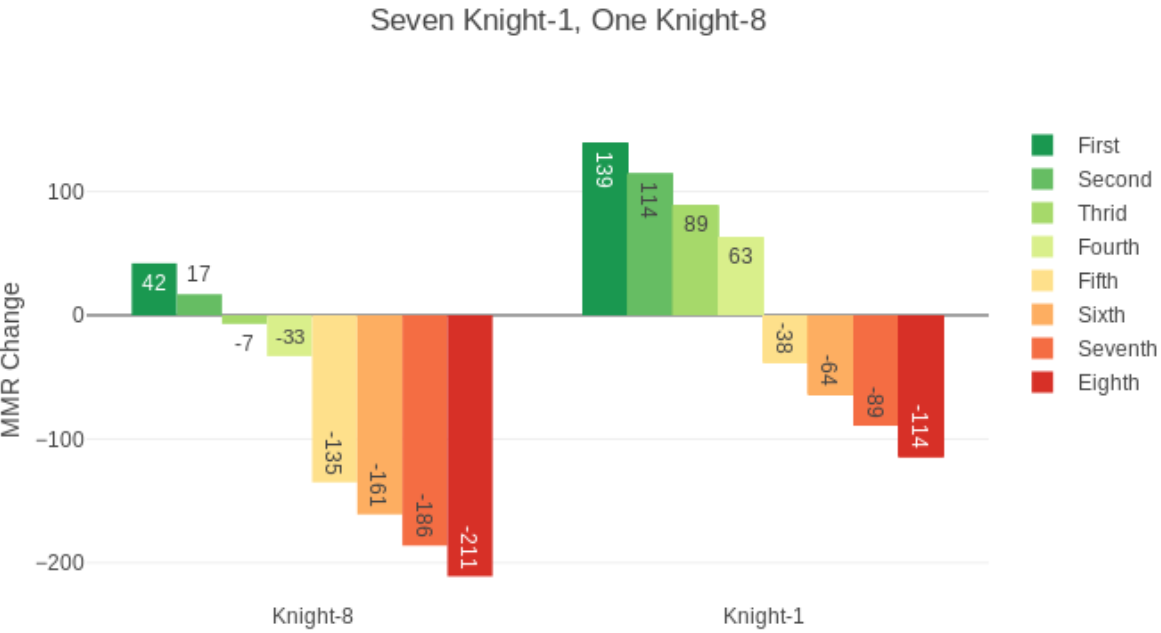 Seven Knight-1, One Knight-8
MMR Change
100
0
−100
−200
42
17
-7
-33
-135
-161
-186
-211
139
114
89
63
-38
-64
-89
-114
Knight-8
Knight-1
First
Second
Thrid
Fourth
Fifth
Sixth
Seventh
Eighth